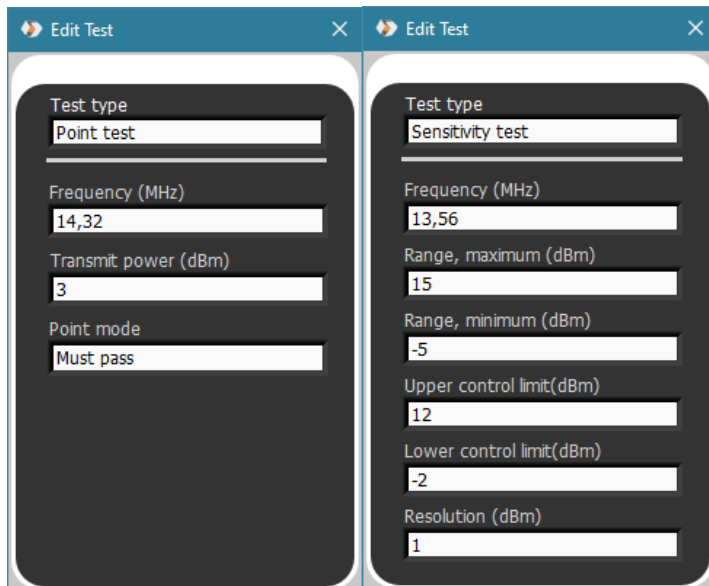 Edit Test
Test type
Point test
Frequency (MHz)
14,32
Transmit power (dBm)
3
Point mode
Must pass
Edit Test
Test type
Sensitivity test
Frequency (MHz)
13,56
Range, maximum (dBm)
15
Range, minimum (dBm)
-5
Upper control limit(dBm)
12
Lower control limit(dBm)
-2
Resolution (dBm)
1